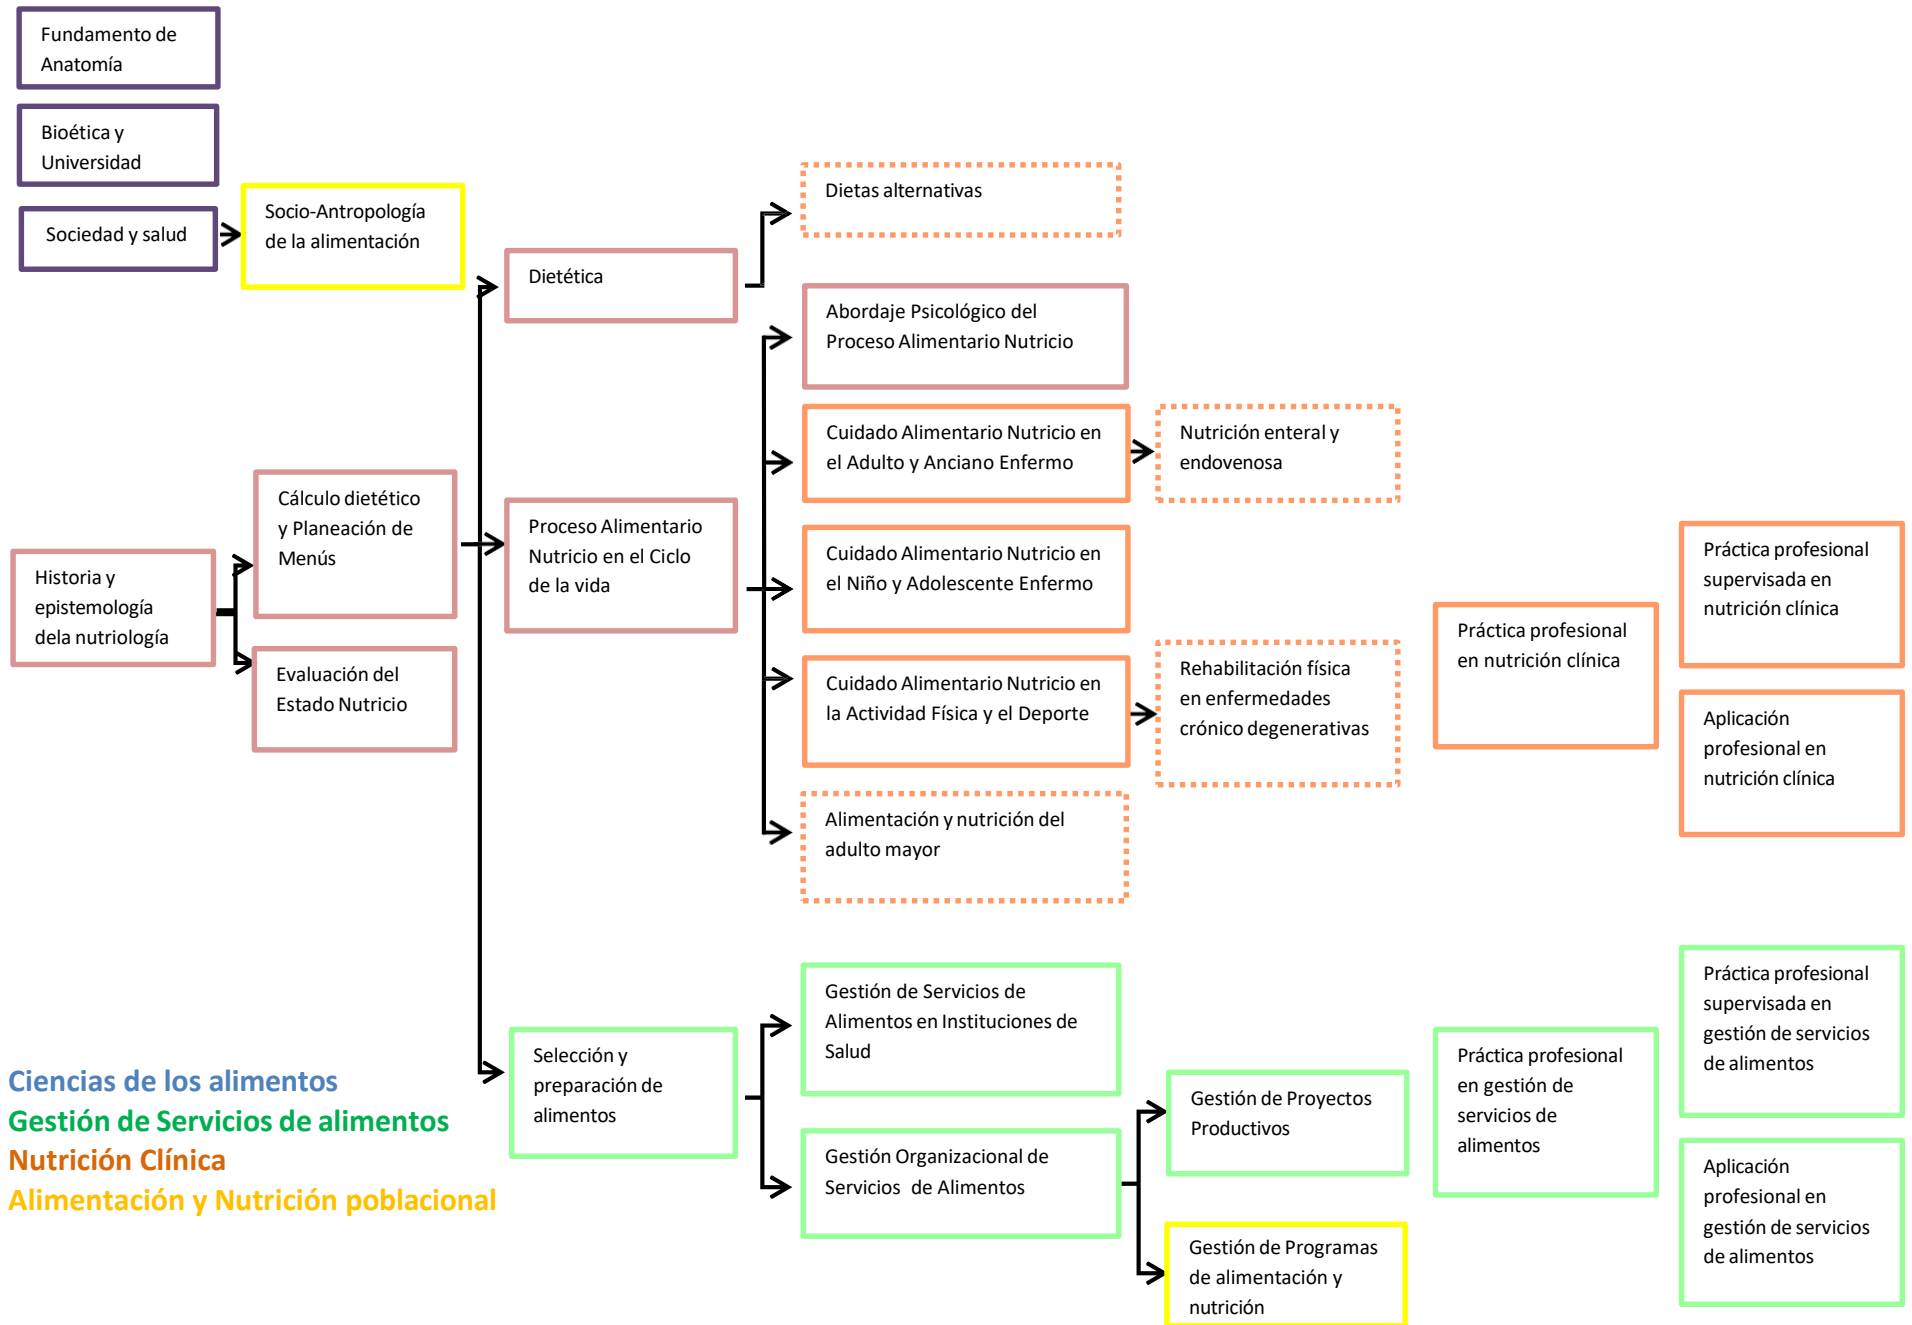 Fundamento de
Anatomía
Bioética y
Universidad
Sociedad y salud
Socio-Antropología
de la alimentación
Historia y
epistemología
dela nutriología
Cálculo dietético
y Planeación de
Menús
Evaluación del
Estado Nutricio
Dietética
Proceso Alimentario
Nutricio en el Ciclo
de la vida
Selección y
preparación de
alimentos
Dietas alternativas
Abordaje Psicológico del
Proceso Alimentario Nutricio
Cuidado Alimentario Nutricio en
el Adulto y Anciano Enfermo
Cuidado Alimentario Nutricio en
el Niño y Adolescente Enfermo
Cuidado Alimentario Nutricio en
la Actividad Física y el Deporte
Alimentación y nutrición del
adulto mayor
Gestión de Servicios de
Alimentos en Instituciones de
Salud
Gestión Organizacional de
Servicios de Alimentos
Nutrición enteral y
endovenosa
Rehabilitación física
en enfermedades
crónico degenerativas
Gestión de Proyectos
Productivos
Gestión de Programas
de alimentación y
nutrición
Práctica profesional
en nutrición clínica
Práctica profesional
en gestión de
servicios de
alimentos
Práctica profesional
supervisada en
nutrición clínica
Aplicación
profesional en
nutrición clínica
Práctica profesional
supervisada en
gestión de servicios
de alimentos
Aplicación
profesional en
gestión de servicios
de alimentos
Ciencias de los alimentos
Gestión de Servicios de alimentos
Nutrición Clínica
Alimentación y Nutrición poblacional